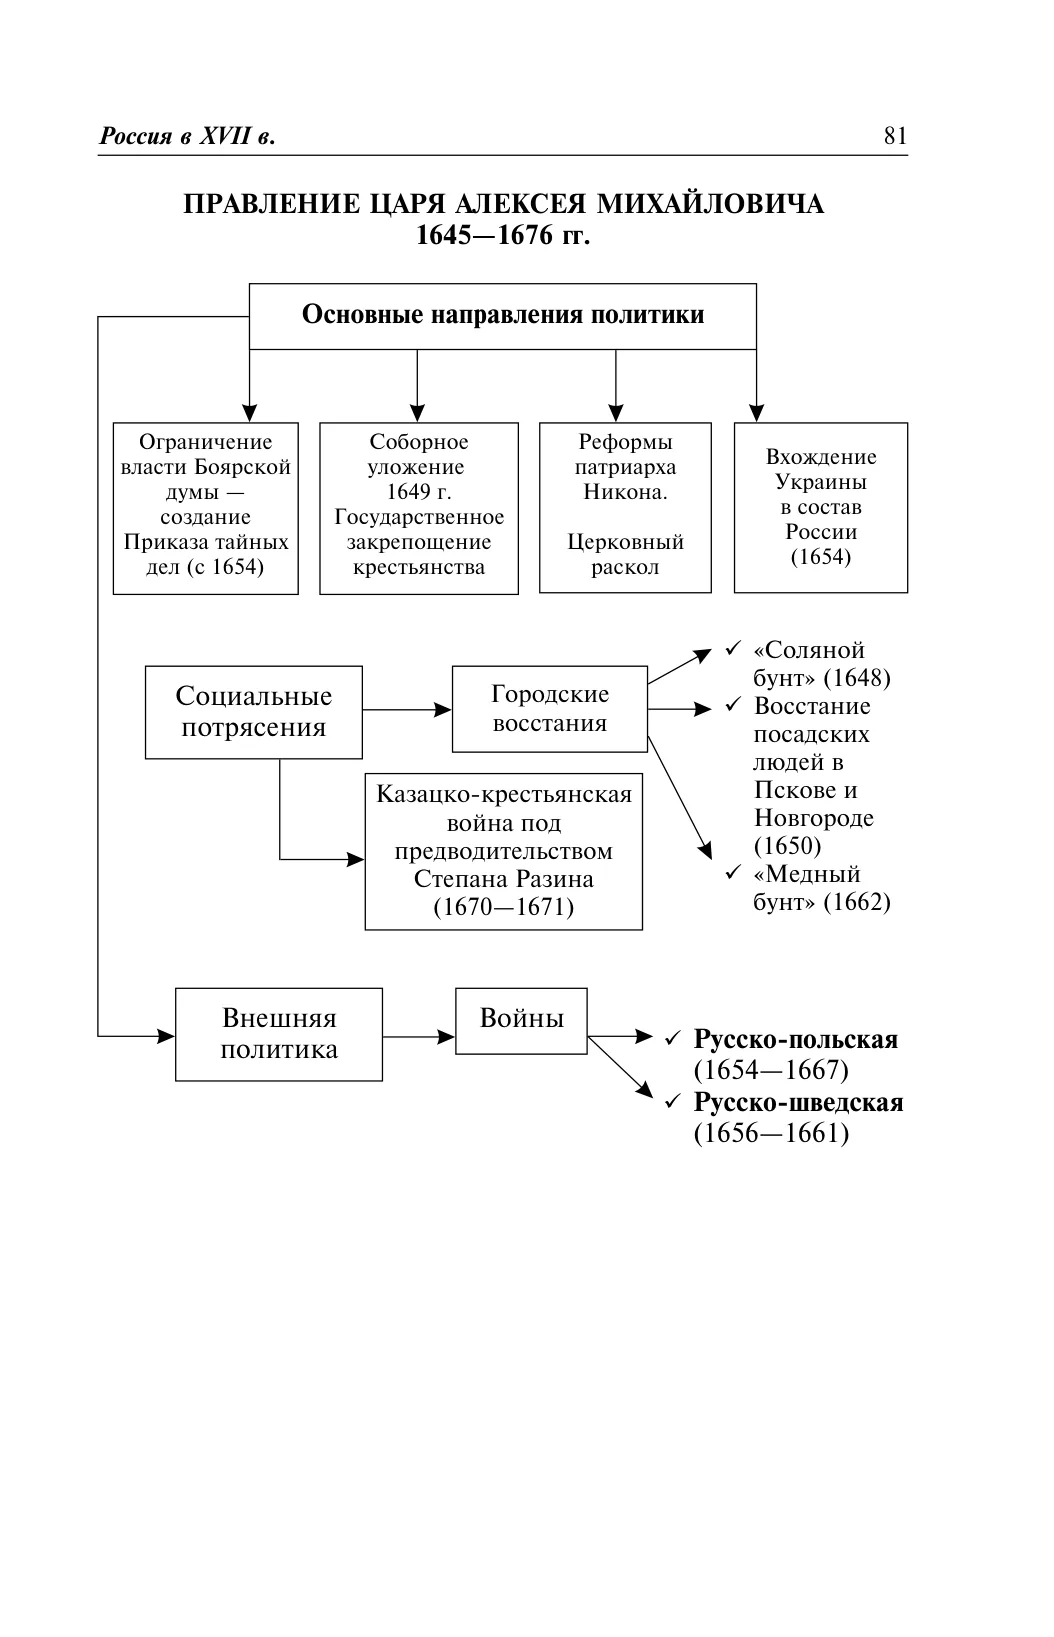 Россия в XVII в.
81
ПРАВЛЕНИЕ ЦАРЯ АЛЕКСЕЯ МИХАЙЛОВИЧА
1645—1676 гг.
Основные направления политики
Ограничение
власти Боярской
думы —
создание
Приказа тайных
дел (с 1654)
Соборное
уложение
1649 г.
Государственное
закрепощение
крестьянства
Реформы
патриарха
Никона.
Церковный
раскол
Вхождение
Украины
в состав
России
(1654)
Социальные
потрясения
Городские
восстания
✓ «Соляной
бунт» (1648)
✓ Восстание
посадских
людей в
Пскове и
Новгороде
(1650)
✓ «Медный
бунт» (1662)
Казацко-крестьянская
война под
предводительством
Степана Разина
(1670—1671)
Внешняя
политика
Войны
✓ Русско-польская
(1654—1667)
✓ Русско-шведская
(1656—1661)